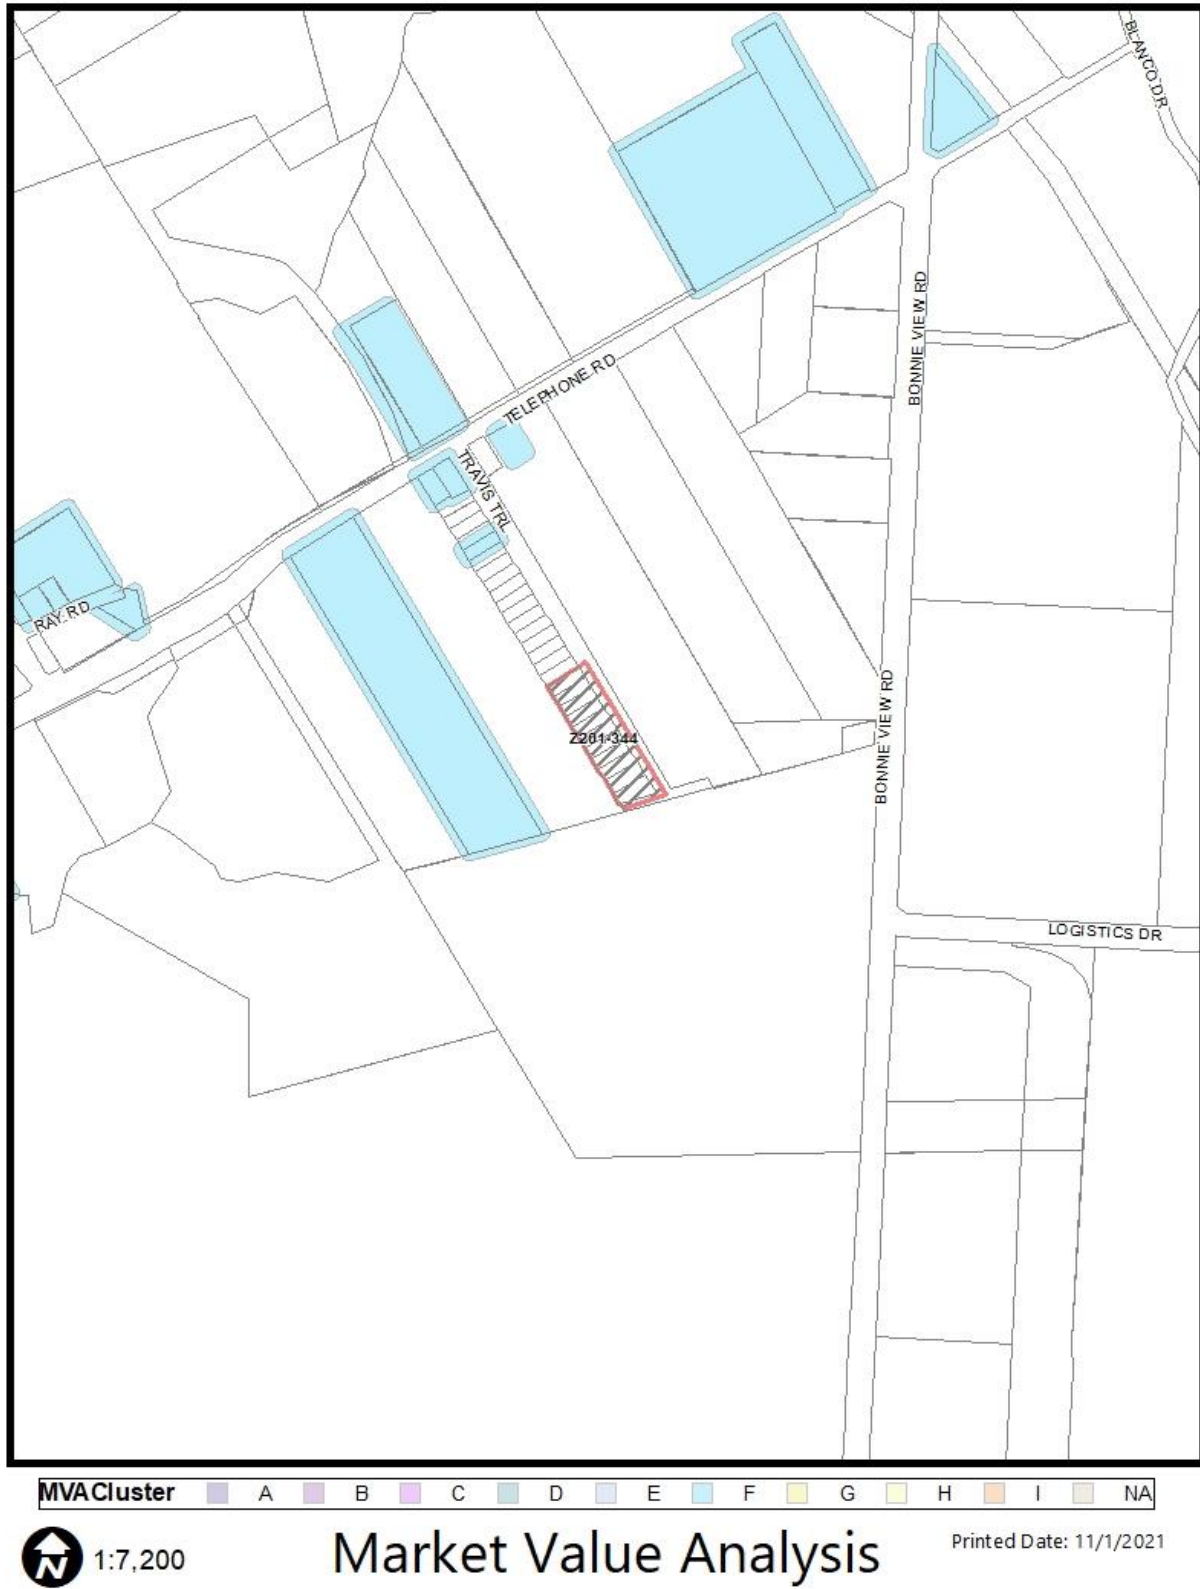 BLANCO DR
BONNIE VIEW RD
TELEPHONE RD
TRAVIS TRL
RAY RD
BONNIE VIEW RD
Z201-344
LOGISTICS DR
MVACluster A B C D E F G H I NA
N 1:7,200 Market Value Analysis Printed Date: 11/1/2021